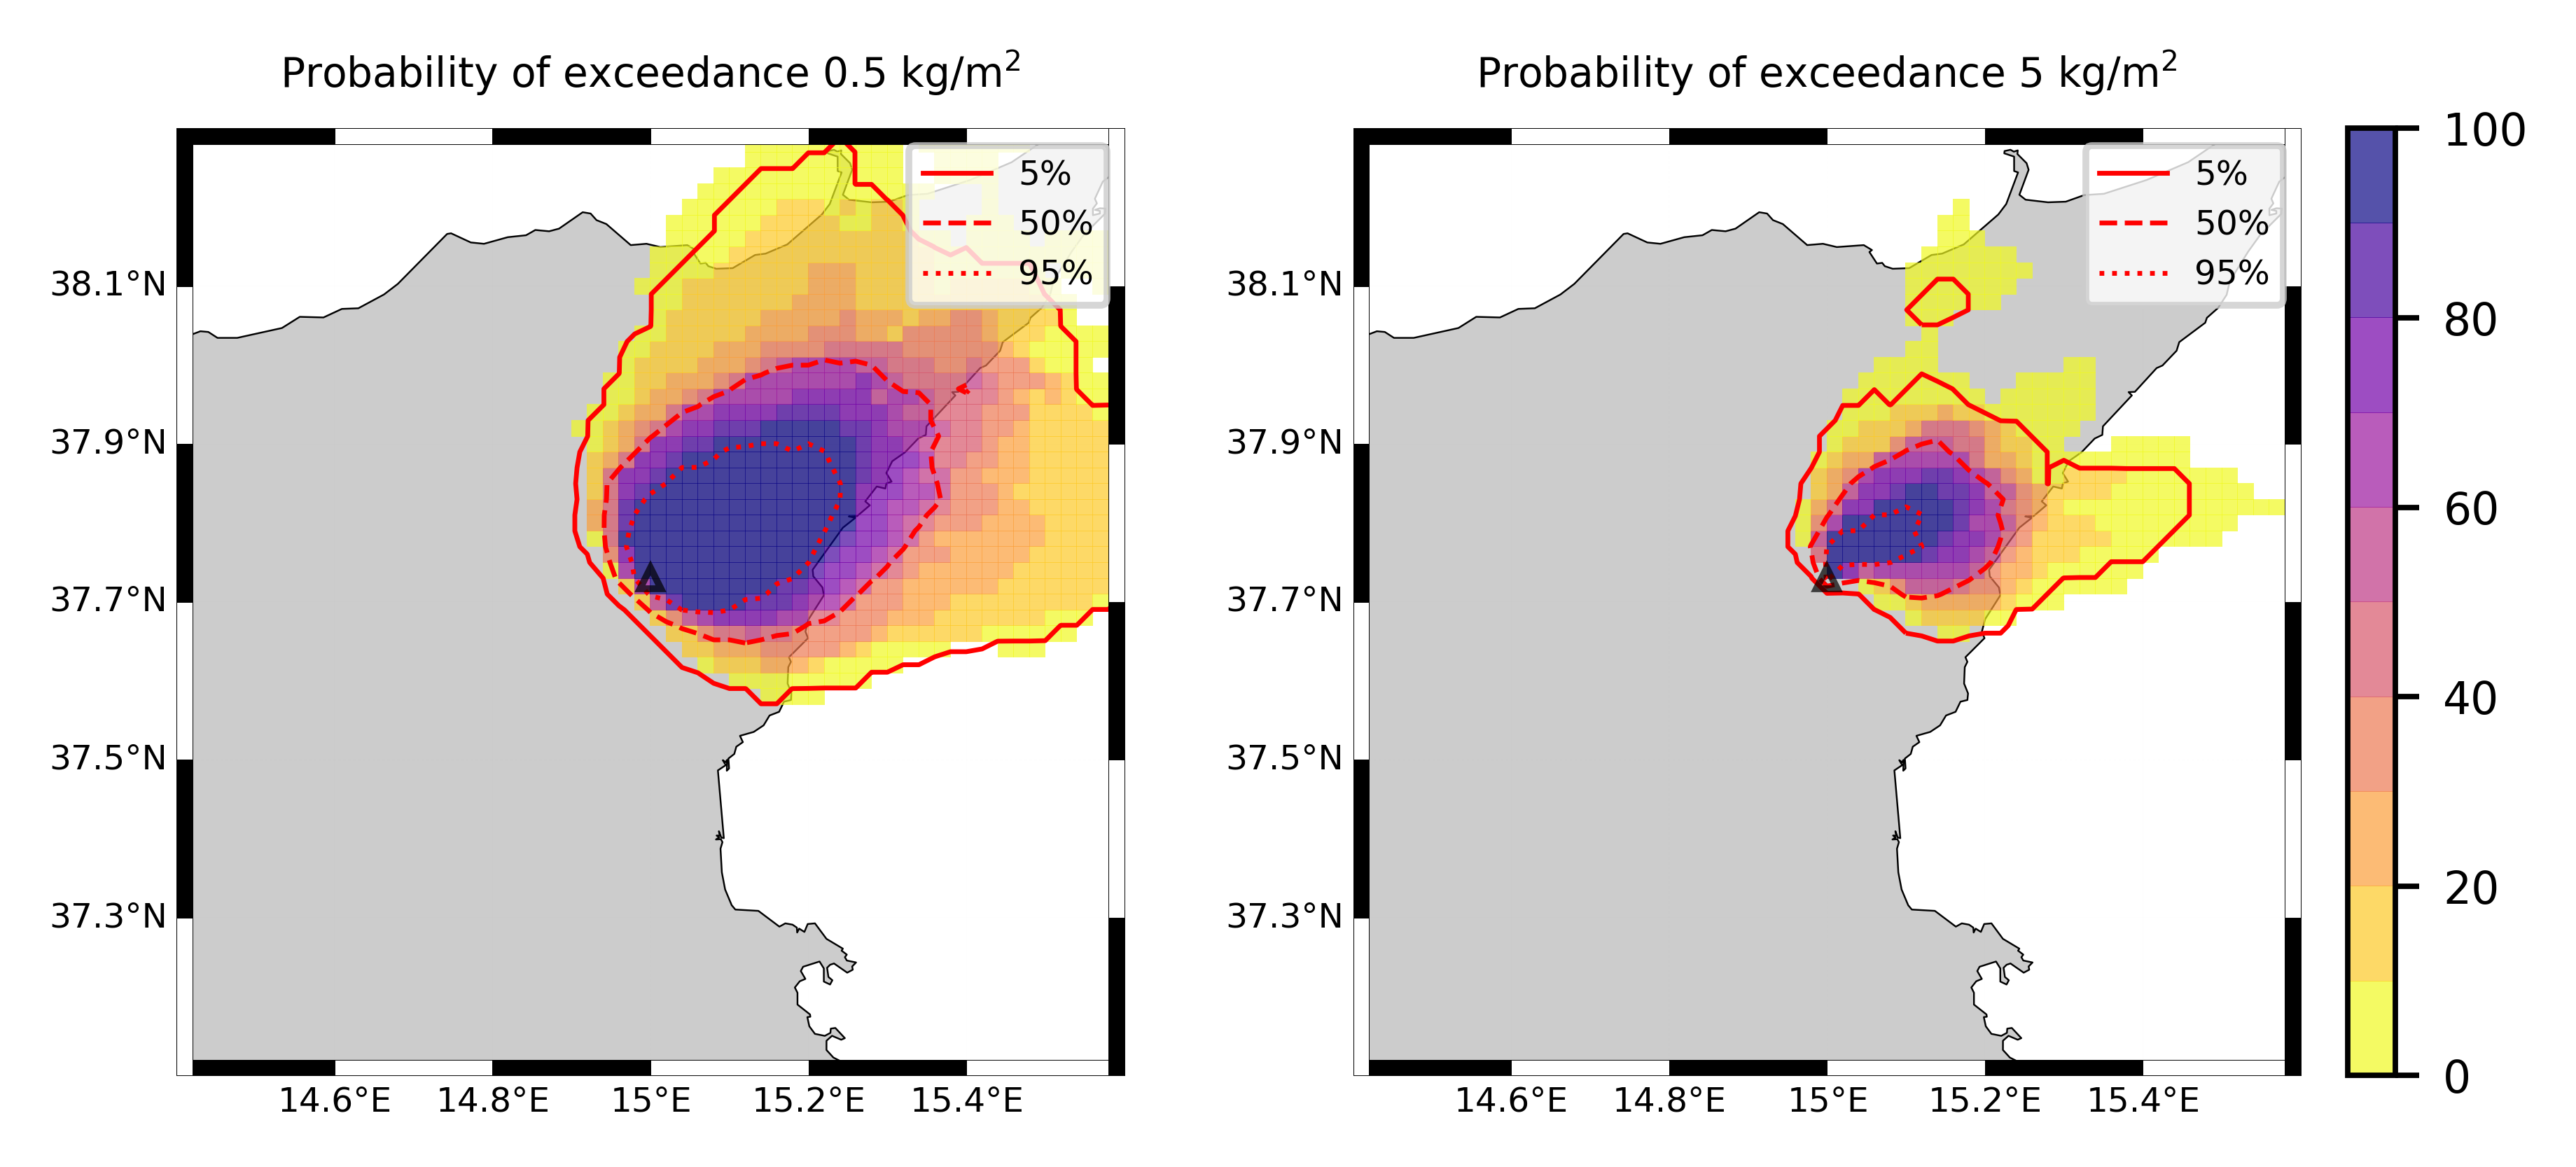 Probability of exceedance 0.5 kg/m²
5%
50%
95%
38.1°N
37.9°N
37.7°N
37.5°N
37.3°N
14.6°E 14.8°E 15°E 15.2°E 15.4°E
Probability of exceedance 5 kg/m²
5%
50%
95%
38.1°N
37.9°N
37.7°N
37.5°N
37.3°N
14.6°E 14.8°E 15°E 15.2°E 15.4°E
100
80
60
40
20
0